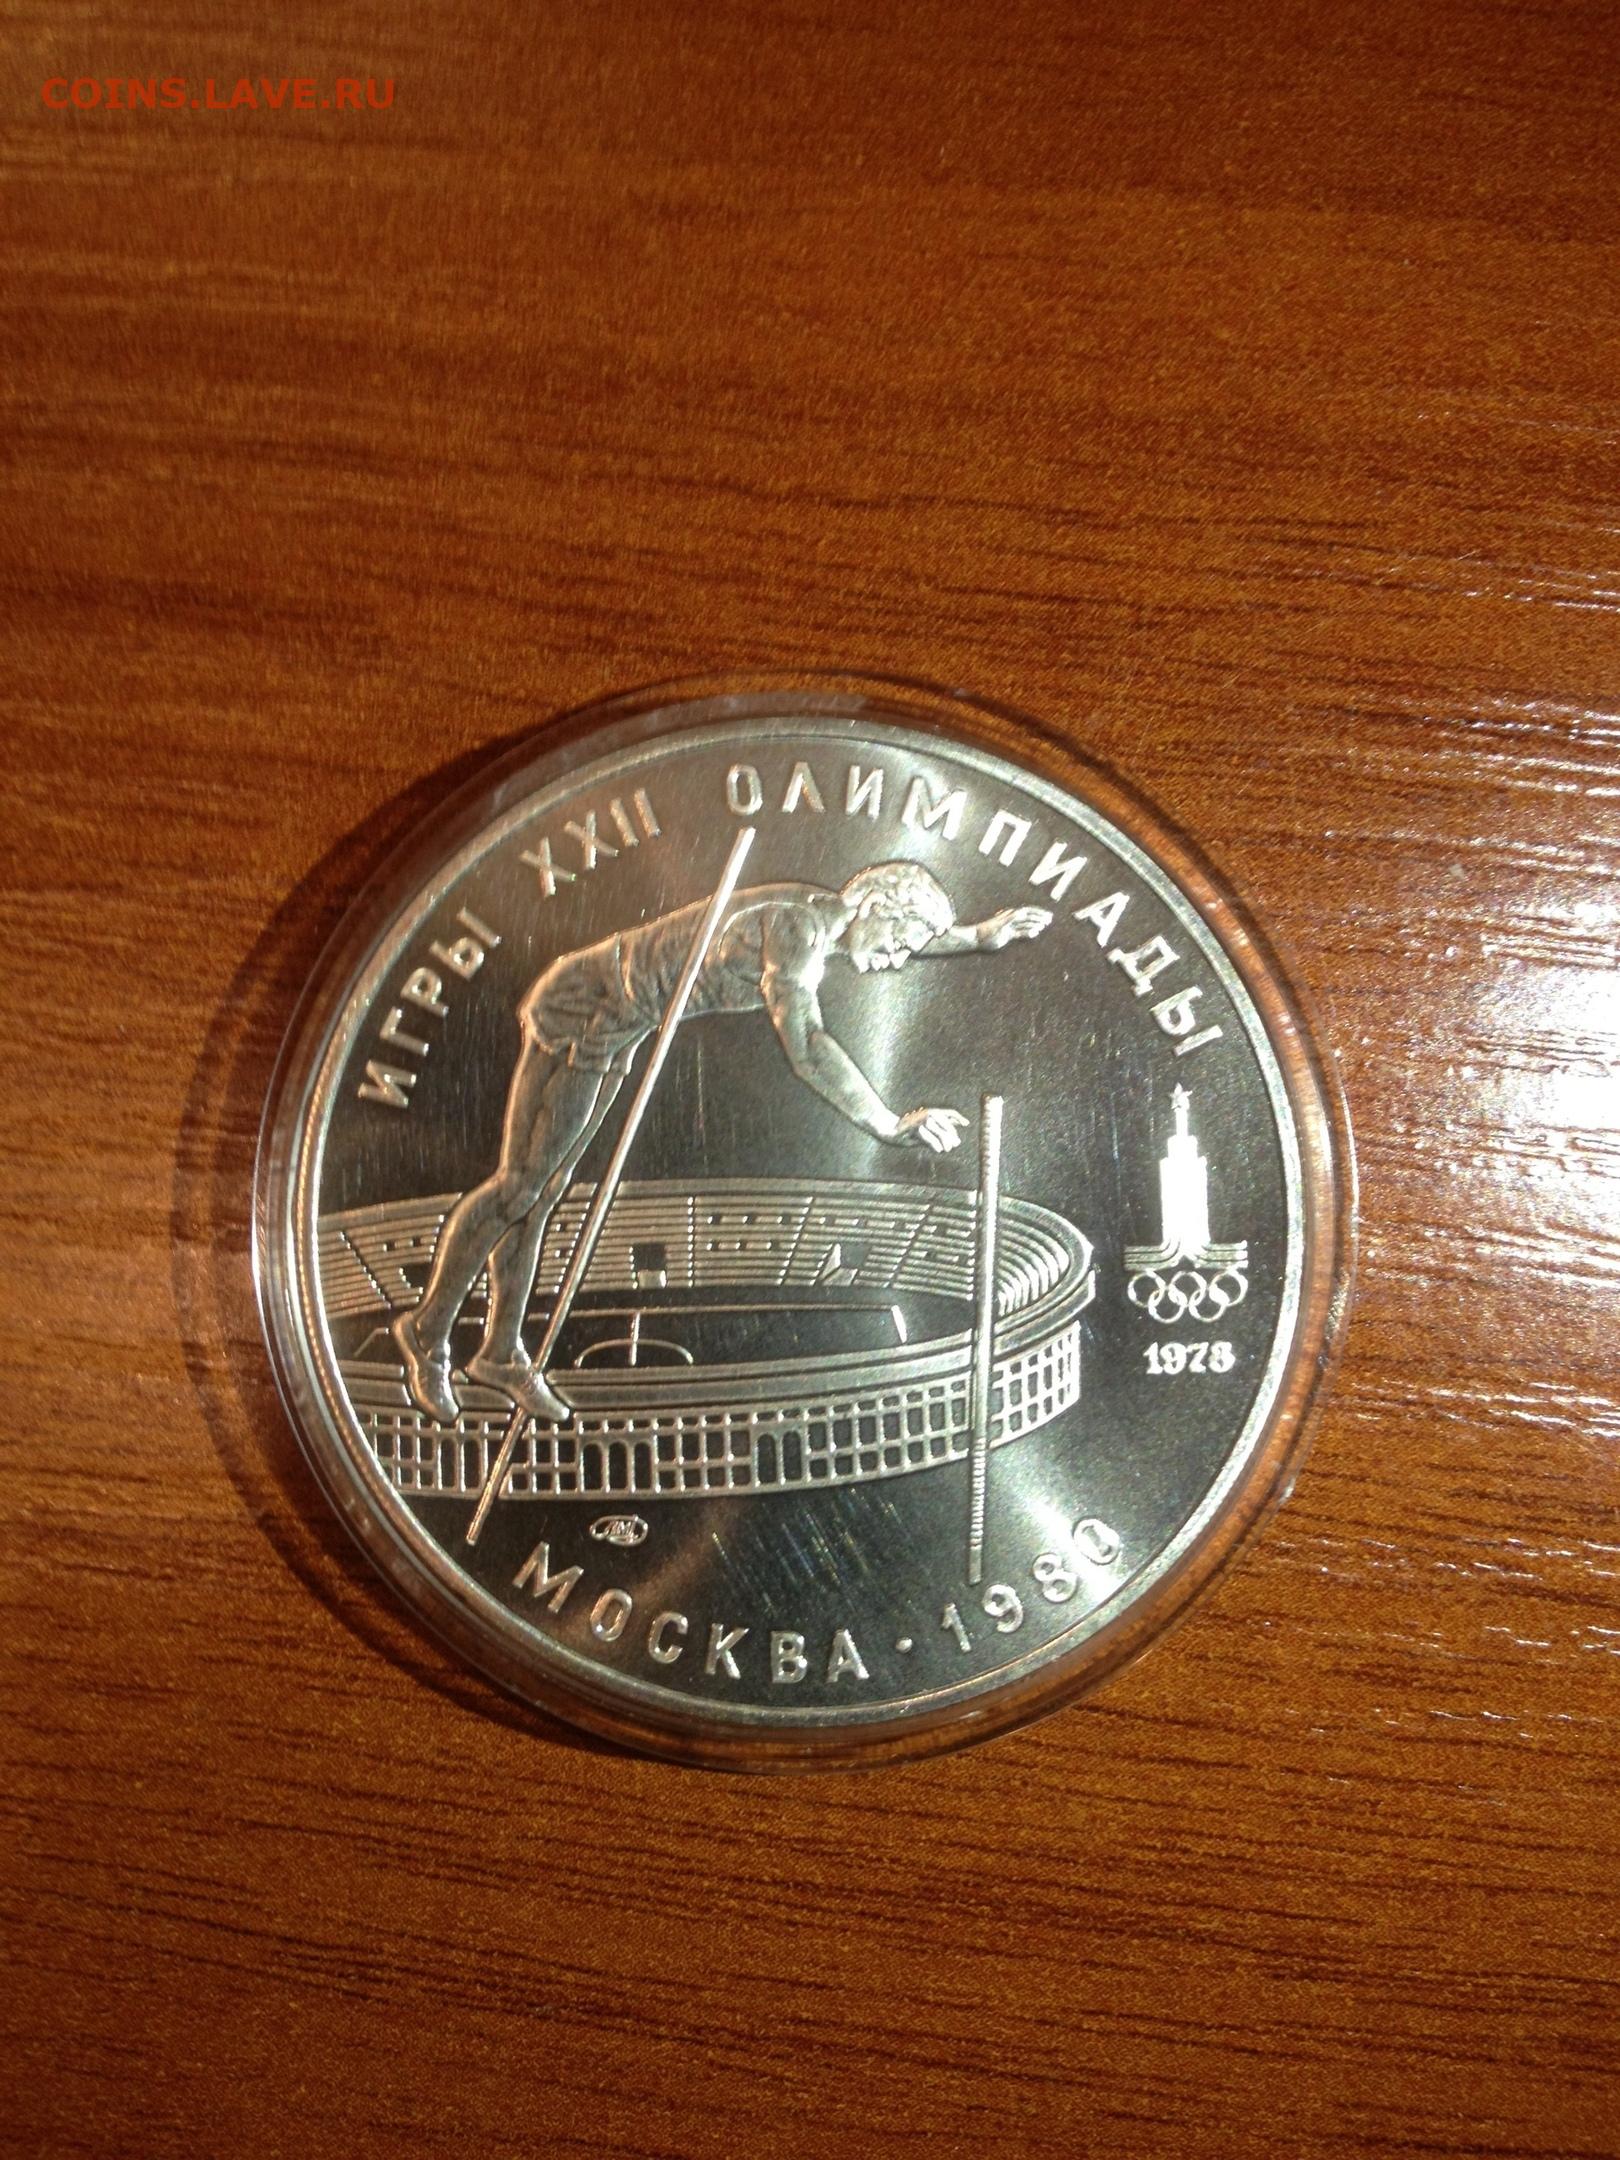 COINS.LAVE.RU
ИГРЫ XXII ОЛИМПИАДЫ
1978
ЛМД
МОСКВА · 1980